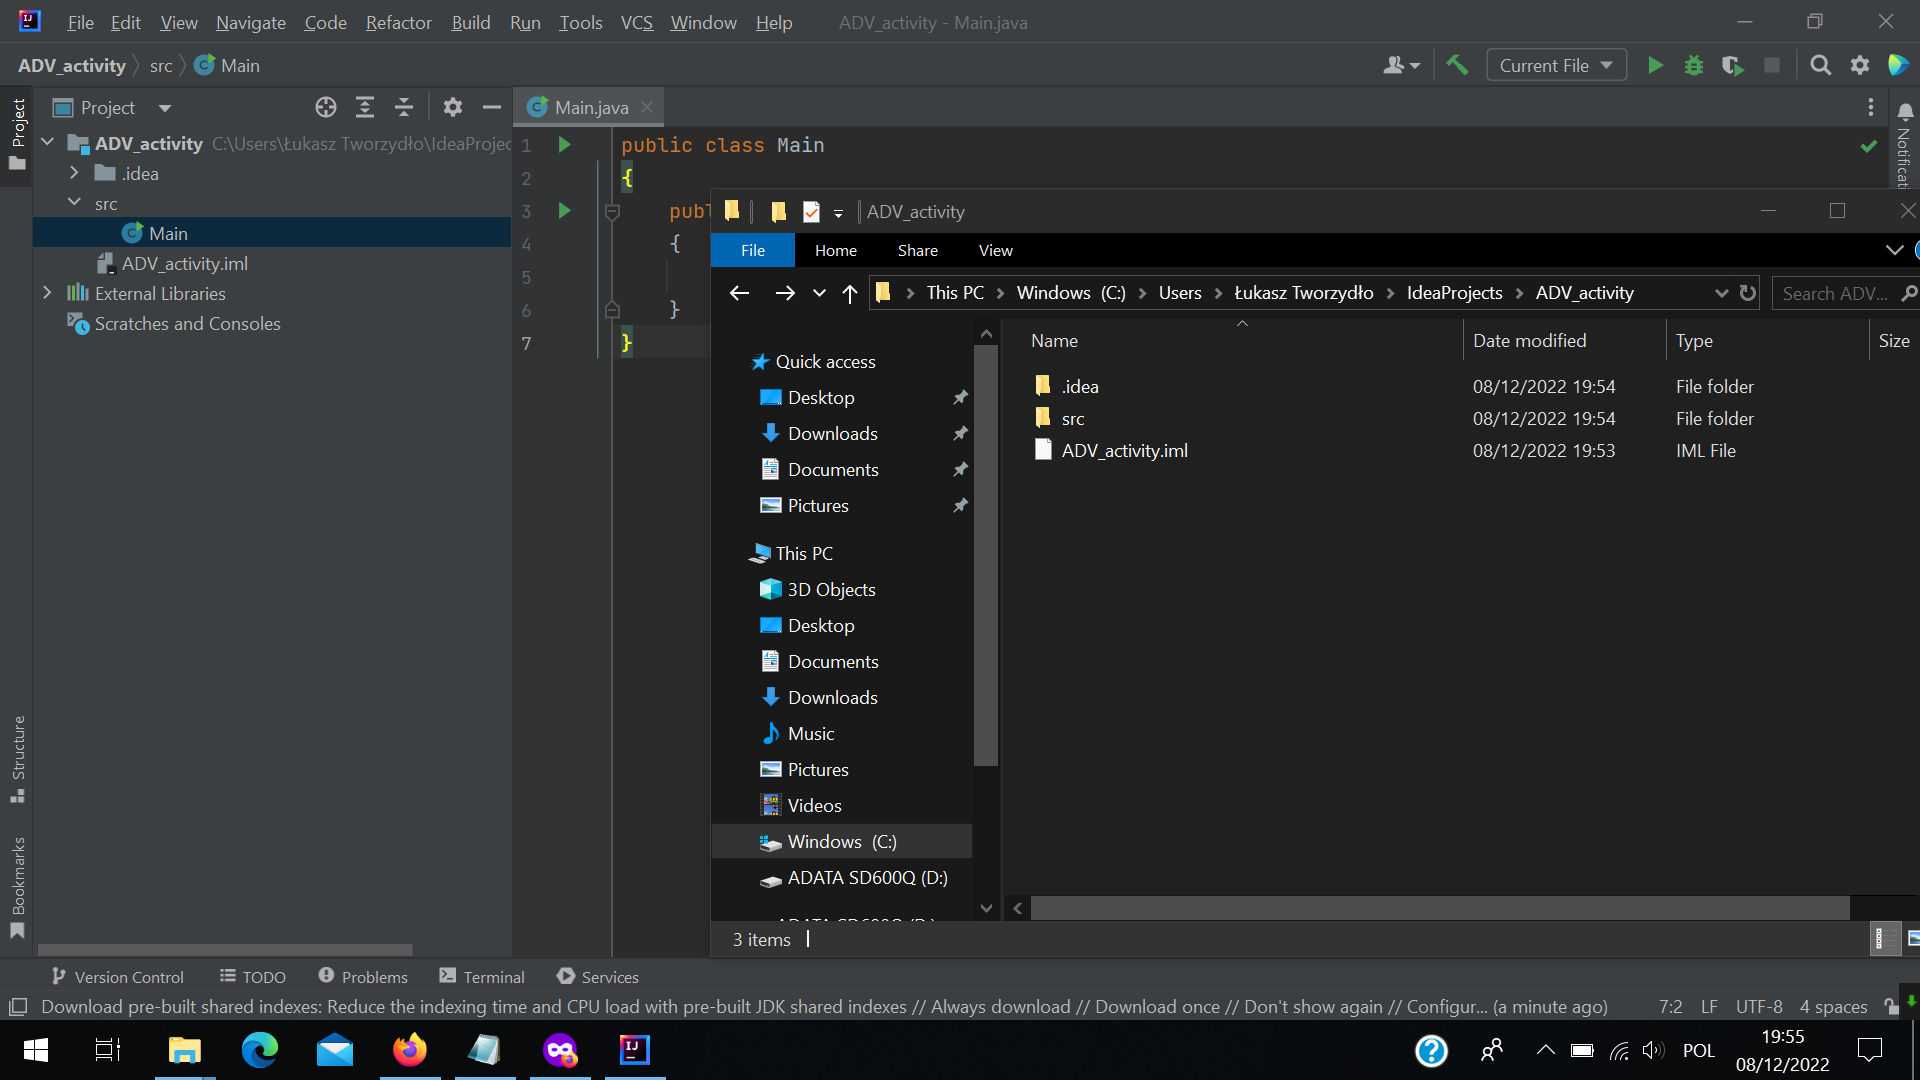 File Edit View Navigate Code Refactor Build Run Tools VCS Window Help ADV_activity - Main.java
ADV_activity src Main
Current File
Project
Main.java
Project
ADV_activity C:\Users\Łukasz Tworzydło\IdeaProjec
.idea
src
Main
ADV_activity.iml
External Libraries
Scratches and Consoles
Structure
Bookmarks
1 public class Main
2 {
3 publ
4 {
5
6 }
7 }
Notificati
ADV_activity
File Home Share View
This PC Windows (C:) Users Łukasz Tworzydło IdeaProjects ADV_activity
Search ADV...
Quick access
Desktop
Downloads
Documents
Pictures
This PC
3D Objects
Desktop
Documents
Downloads
Music
Pictures
Videos
Windows (C:)
ADATA SD600Q (D:)
Name Date modified Type Size
.idea 08/12/2022 19:54 File folder
src 08/12/2022 19:54 File folder
ADV_activity.iml 08/12/2022 19:53 IML File
3 items
Version Control TODO Problems Terminal Services
Download pre-built shared indexes: Reduce the indexing time and CPU load with pre-built JDK shared indexes // Always download // Download once // Don't show again // Configur... (a minute ago) 7:2 LF UTF-8 4 spaces
POL
19:55
08/12/2022